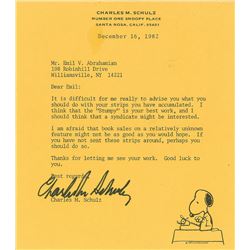 CHARLES M. SCHULZ
NUMBER ONE SNOOPY PLACE
SANTA ROSA, CALIF. 95401
December 16, 1982
Mr. Emil V. Abrahamian
198 Robinhill Drive
Williamsville, NY 14221
Dear Emil:
It is difficult for me really to advise you what you
should do with your strips you have accumulated. I
think that the "Stumpy" is your best work, and I
think that a syndicate might be interested.
I am afraid that book sales on a relatively unknown
feature might not be as good as you would hope. If
you have not sent these strips around, perhaps you
should do so.
Thanks for letting me see your work. Good luck to
you.
Best regards,
Charles M Schulz
Charles M. Schulz